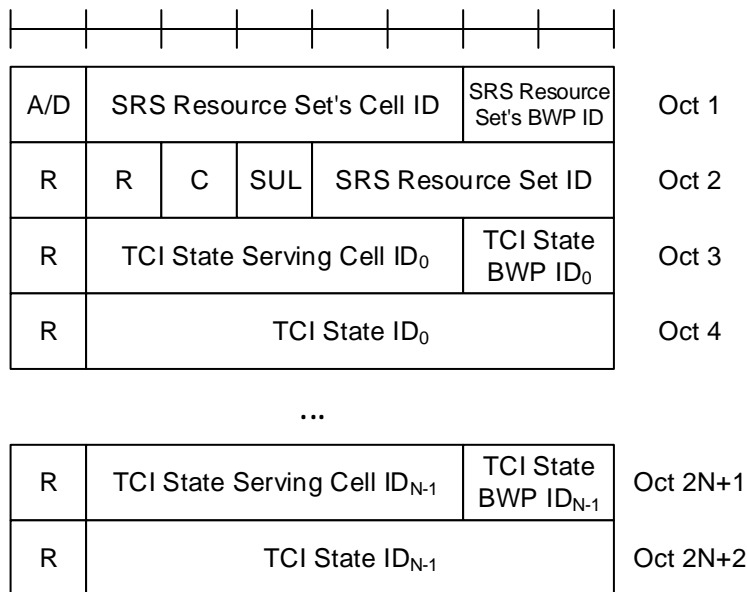 A/D SRS Resource Set's Cell ID SRS Resource Set's BWP ID Oct 1
R R C SUL SRS Resource Set ID Oct 2
R TCI State Serving Cell ID0 TCI State BWP ID0 Oct 3
R TCI State ID0 Oct 4
...
R TCI State Serving Cell IDN-1 TCI State BWP IDN-1 Oct 2N+1
R TCI State IDN-1 Oct 2N+2